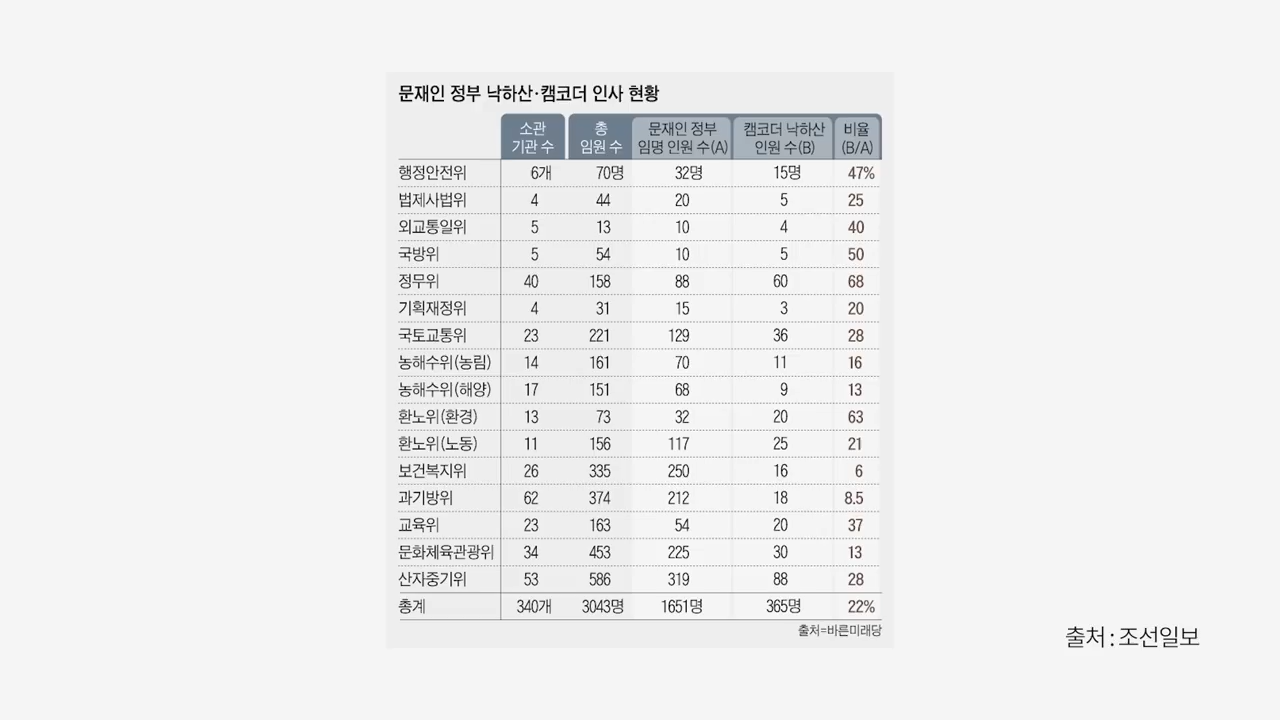 문재인 정부 낙하산·캠코더 인사 현황
소관 기관 수 총 임원 수 문재인 정부 임명 인원 수(A) 캠코더 낙하산 인원 수(B) 비율 (B/A)
행정안전위 6개 70명 32명 15명 47%
법제사법위 4 44 20 5 25
외교통일위 5 13 10 4 40
국방위 5 54 10 5 50
정무위 40 158 88 60 68
기획재정위 4 31 15 3 20
국토교통위 23 221 129 36 28
농해수위(농림) 14 161 70 11 16
농해수위(해양) 17 151 68 9 13
환노위(환경) 13 73 32 20 63
환노위(노동) 11 156 117 25 21
보건복지위 26 335 250 16 6
과기방위 62 374 212 18 8.5
교육위 23 163 54 20 37
문화체육관광위 34 453 225 30 13
산자중기위 53 586 319 88 28
총계 340개 3043명 1651명 365명 22%
출처=바른미래당
출처 : 조선일보